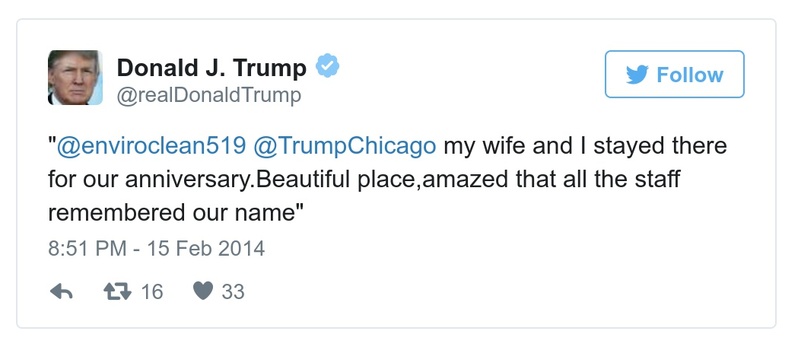 Donald J. Trump
@realDonaldTrump
Follow
"@enviroclean519 @TrumpChicago my wife and I stayed there
for our anniversary.Beautiful place,amazed that all the staff
remembered our name"
8:51 PM - 15 Feb 2014
16
33